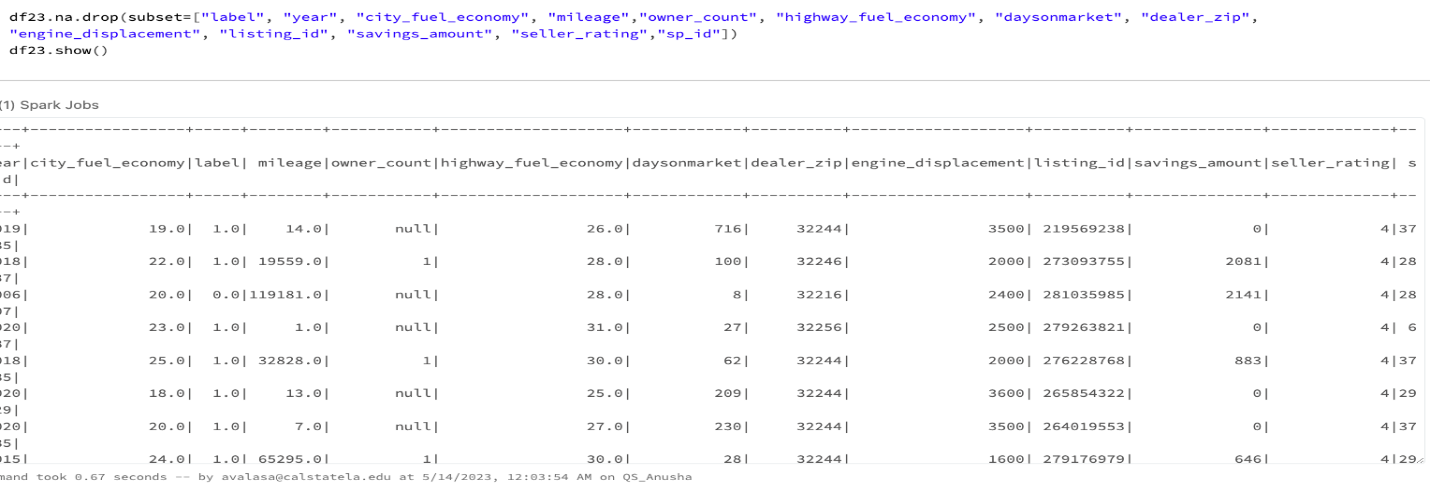 df23.na.drop(subset=["label", "year", "city_fuel_economy", "mileage","owner_count", "highway_fuel_economy", "daysonmarket", "dealer_zip",
"engine_displacement", "listing_id", "savings_amount", "seller_rating","sp_id"])
df23.show()
(1) Spark Jobs
---+-----------------+-----+--------+-----------+--------------------+------------+----------+-------------------+----------+--------------+-------------+--
--+
ear|city_fuel_economy|label| mileage|owner_count|highway_fuel_economy|daysonmarket|dealer_zip|engine_displacement|listing_id|savings_amount|seller_rating| s
d|
---+-----------------+-----+--------+-----------+--------------------+------------+----------+-------------------+----------+--------------+-------------+--
--+
019|             19.0|  1.0|    14.0|       null|                26.0|         716|     32244|               3500| 219569238|             0|            4|37
35|
018|             22.0|  1.0| 19559.0|          1|                28.0|         100|     32246|               2000| 273093755|          2081|            4|28
37|
006|             20.0|  0.0|119181.0|       null|                28.0|           8|     32216|               2400| 281035985|          2141|            4|28
07|
020|             23.0|  1.0|     1.0|       null|                31.0|          27|     32256|               2500| 279263821|             0|            4| 6
37|
018|             25.0|  1.0| 32828.0|          1|                30.0|          62|     32244|               2000| 276228768|           883|            4|37
35|
020|             18.0|  1.0|    13.0|       null|                25.0|         209|     32244|               3600| 265854322|             0|            4|29
29|
020|             20.0|  1.0|     7.0|       null|                27.0|         230|     32244|               3500| 264019553|             0|            4|37
35|
015|             24.0|  1.0| 65295.0|          1|                30.0|          28|     32244|               1600| 279176979|           646|            4|29
mand took 0.67 seconds -- by avalasa@calstatela.edu at 5/14/2023, 12:03:54 AM on QS_Anusha